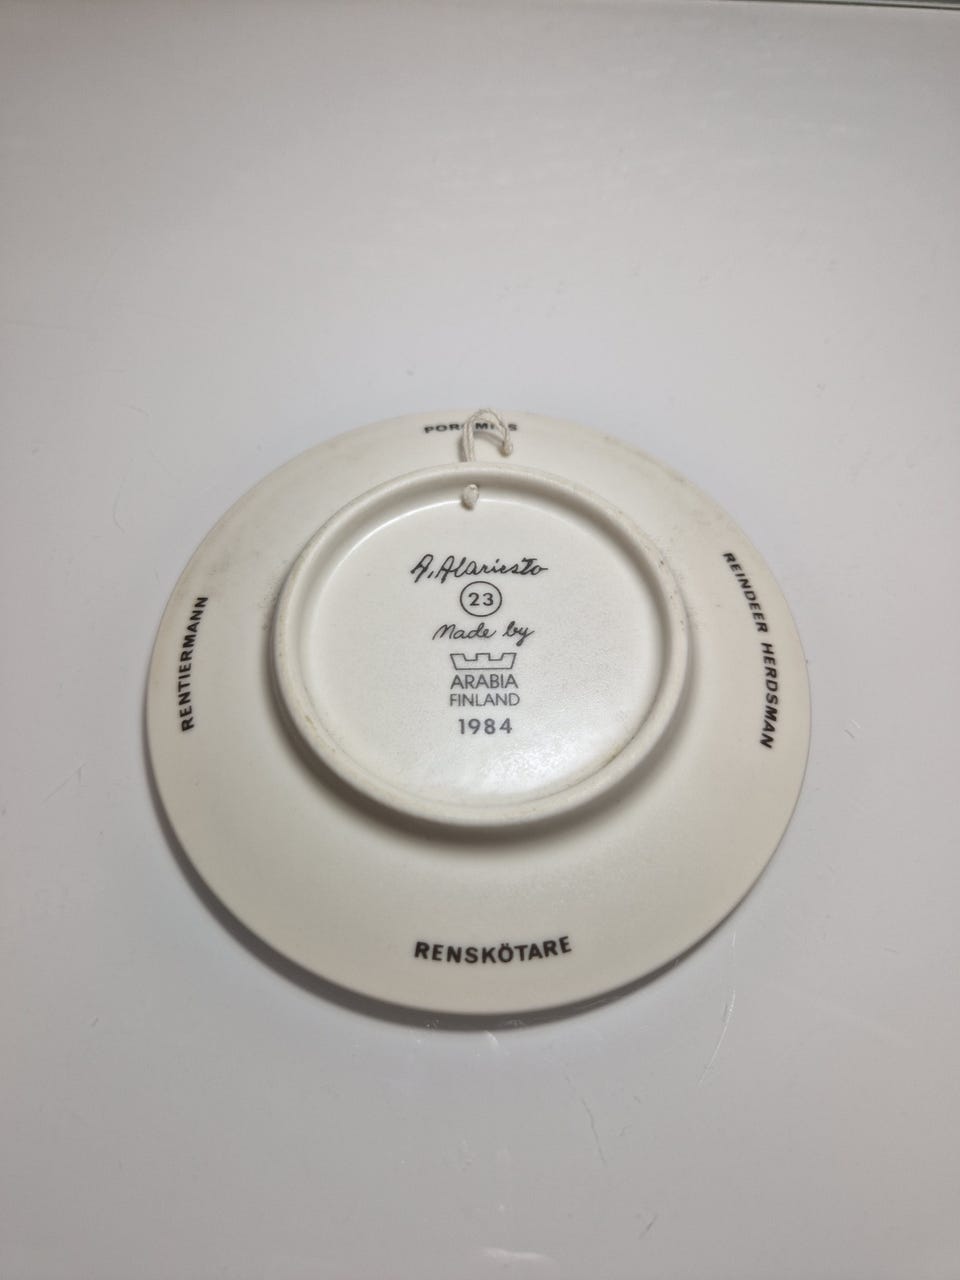 A. Alariesto
23
Made by
ARABIA
FINLAND
1984
REINDEER HERDSMAN
RENSKÖTARE
RENTIERMANN